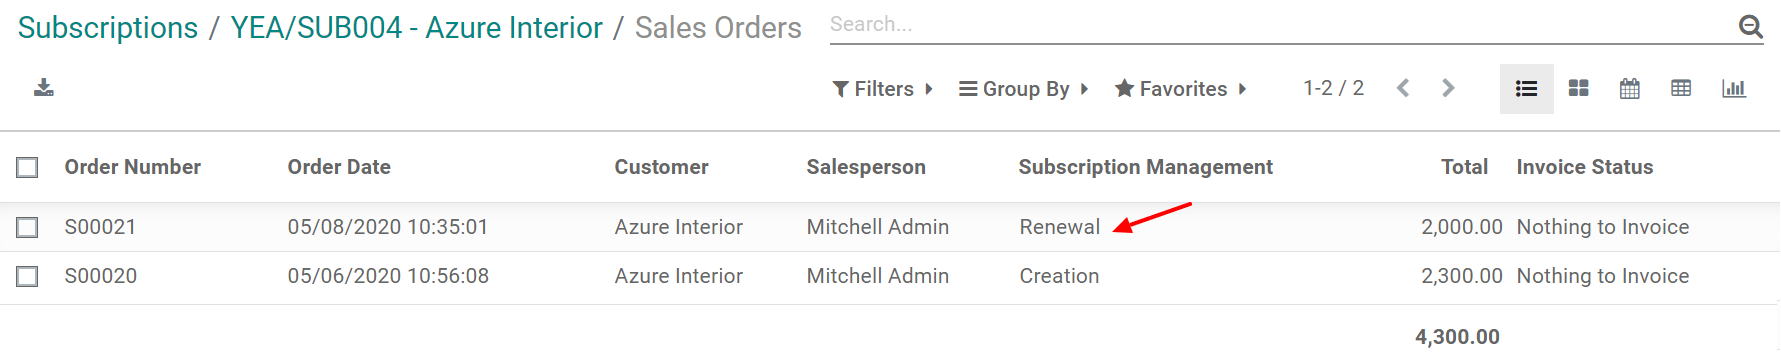 Subscriptions / YEA/SUB004 - Azure Interior / Sales Orders
Search...
Filters Group By Favorites 1-2 / 2
Order Number Order Date Customer Salesperson Subscription Management Total Invoice Status
S00021 05/08/2020 10:35:01 Azure Interior Mitchell Admin Renewal 2,000.00 Nothing to Invoice
S00020 05/06/2020 10:56:08 Azure Interior Mitchell Admin Creation 2,300.00 Nothing to Invoice
4,300.00